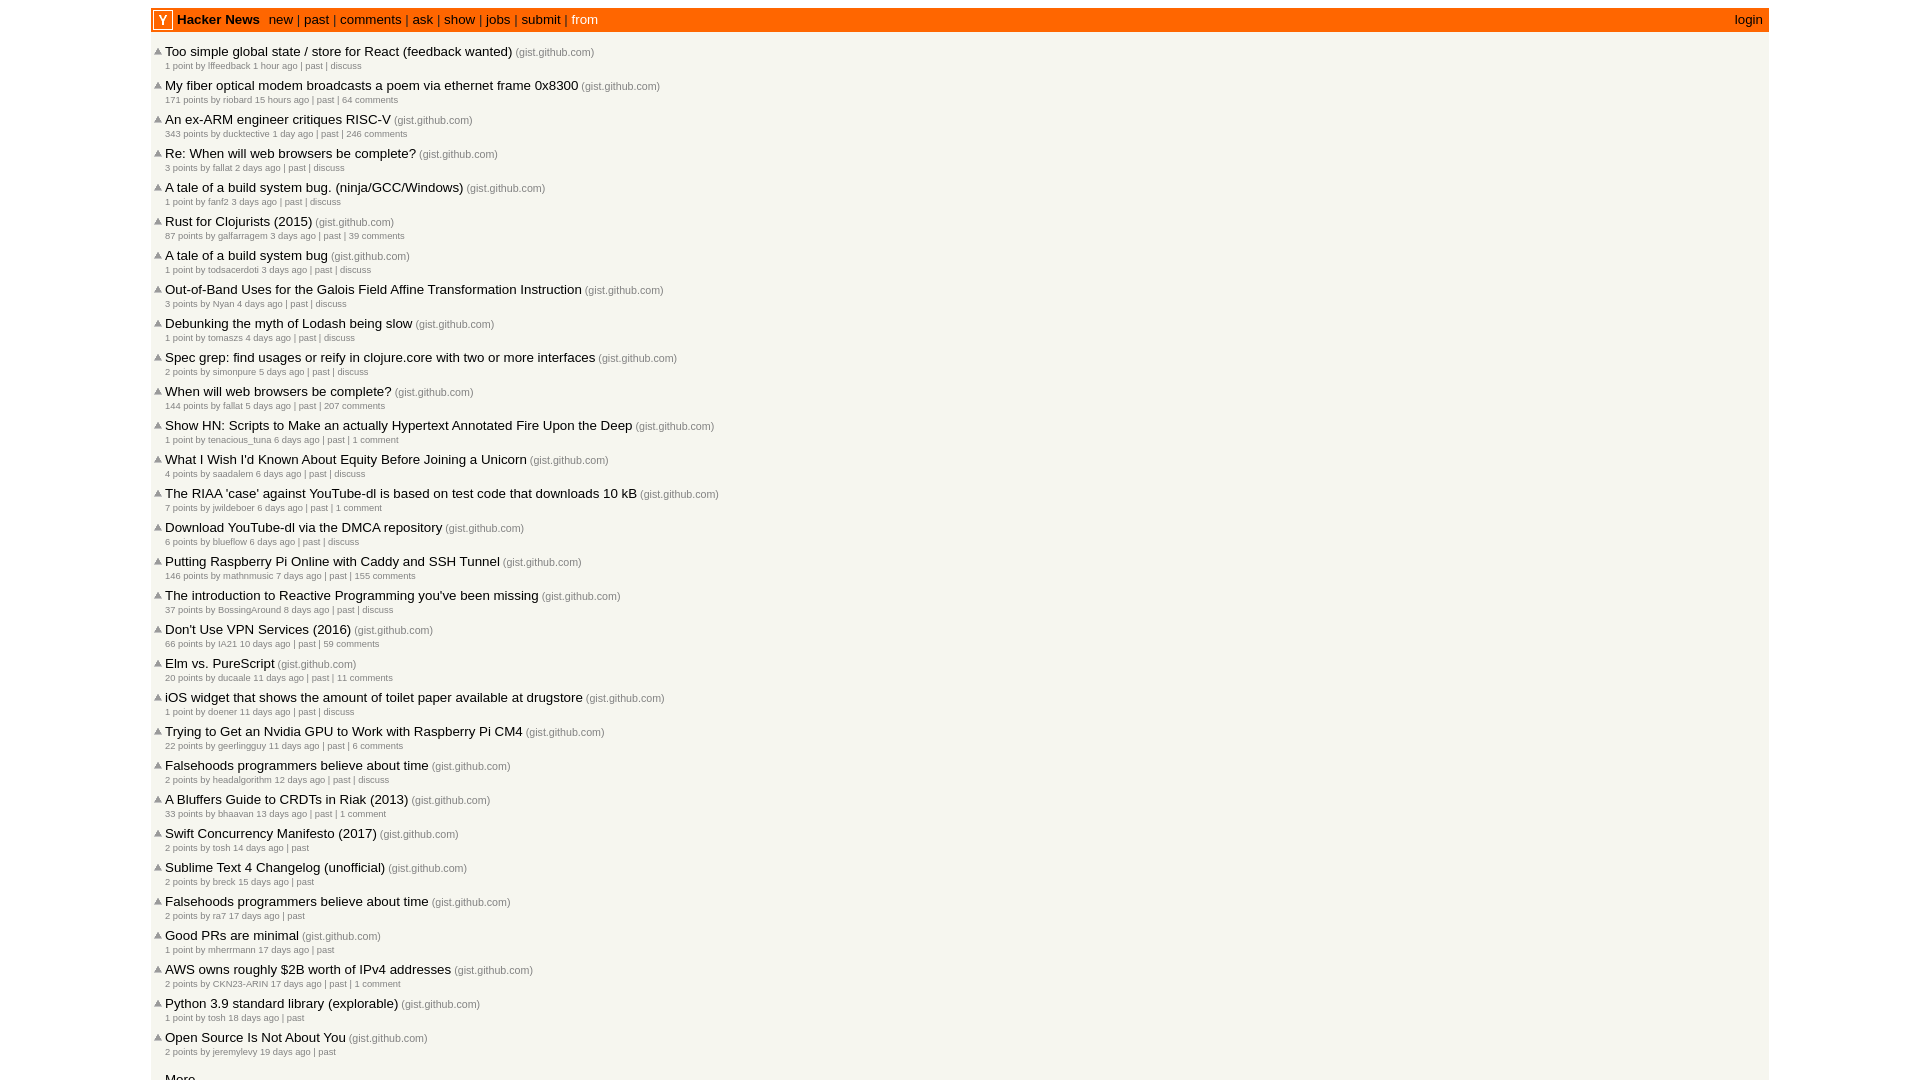 Y Hacker News new | past | comments | ask | show | jobs | submit | from login
Too simple global state / store for React (feedback wanted) (gist.github.com)
1 point by lffeedback 1 hour ago | past | discuss
My fiber optical modem broadcasts a poem via ethernet frame 0x8300 (gist.github.com)
171 points by riobard 15 hours ago | past | 64 comments
An ex-ARM engineer critiques RISC-V (gist.github.com)
343 points by ducktective 1 day ago | past | 246 comments
Re: When will web browsers be complete? (gist.github.com)
3 points by fallat 2 days ago | past | discuss
A tale of a build system bug. (ninja/GCC/Windows) (gist.github.com)
1 point by fanf2 3 days ago | past | discuss
Rust for Clojurists (2015) (gist.github.com)
87 points by galfarragem 3 days ago | past | 39 comments
A tale of a build system bug (gist.github.com)
1 point by todsacerdoti 3 days ago | past | discuss
Out-of-Band Uses for the Galois Field Affine Transformation Instruction (gist.github.com)
3 points by Nyan 4 days ago | past | discuss
Debunking the myth of Lodash being slow (gist.github.com)
1 point by tomaszs 4 days ago | past | discuss
Spec grep: find usages or reify in clojure.core with two or more interfaces (gist.github.com)
2 points by simonpure 5 days ago | past | discuss
When will web browsers be complete? (gist.github.com)
144 points by fallat 5 days ago | past | 207 comments
Show HN: Scripts to Make an actually Hypertext Annotated Fire Upon the Deep (gist.github.com)
1 point by tenacious_tuna 6 days ago | past | 1 comment
What I Wish I'd Known About Equity Before Joining a Unicorn (gist.github.com)
4 points by saadalem 6 days ago | past | discuss
The RIAA 'case' against YouTube-dl is based on test code that downloads 10 kB (gist.github.com)
7 points by jwildeboer 6 days ago | past | 1 comment
Download YouTube-dl via the DMCA repository (gist.github.com)
6 points by blueflow 6 days ago | past | discuss
Putting Raspberry Pi Online with Caddy and SSH Tunnel (gist.github.com)
146 points by mathnmusic 7 days ago | past | 155 comments
The introduction to Reactive Programming you've been missing (gist.github.com)
37 points by BossingAround 8 days ago | past | discuss
Don't Use VPN Services (2016) (gist.github.com)
66 points by IA21 10 days ago | past | 59 comments
Elm vs. PureScript (gist.github.com)
20 points by ducaale 11 days ago | past | 11 comments
iOS widget that shows the amount of toilet paper available at drugstore (gist.github.com)
1 point by doener 11 days ago | past | discuss
Trying to Get an Nvidia GPU to Work with Raspberry Pi CM4 (gist.github.com)
22 points by geerlingguy 11 days ago | past | 6 comments
Falsehoods programmers believe about time (gist.github.com)
2 points by headalgorithm 12 days ago | past | discuss
A Bluffers Guide to CRDTs in Riak (2013) (gist.github.com)
33 points by bhaavan 13 days ago | past | 1 comment
Swift Concurrency Manifesto (2017) (gist.github.com)
2 points by tosh 14 days ago | past
Sublime Text 4 Changelog (unofficial) (gist.github.com)
2 points by breck 15 days ago | past
Falsehoods programmers believe about time (gist.github.com)
2 points by ra7 17 days ago | past
Good PRs are minimal (gist.github.com)
1 point by mherrmann 17 days ago | past
AWS owns roughly $2B worth of IPv4 addresses (gist.github.com)
2 points by CKN23-ARIN 17 days ago | past | 1 comment
Python 3.9 standard library (explorable) (gist.github.com)
1 point by tosh 18 days ago | past
Open Source Is Not About You (gist.github.com)
2 points by jeremylevy 19 days ago | past
More